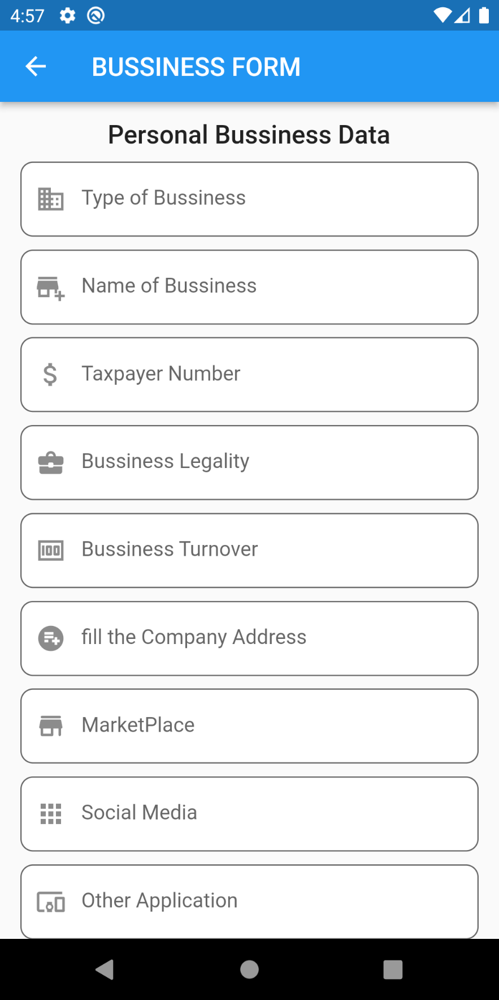 4:57
BUSSINESS FORM
Personal Bussiness Data
Type of Bussiness
Name of Bussiness
Taxpayer Number
Bussiness Legality
Bussiness Turnover
fill the Company Address
MarketPlace
Social Media
Other Application